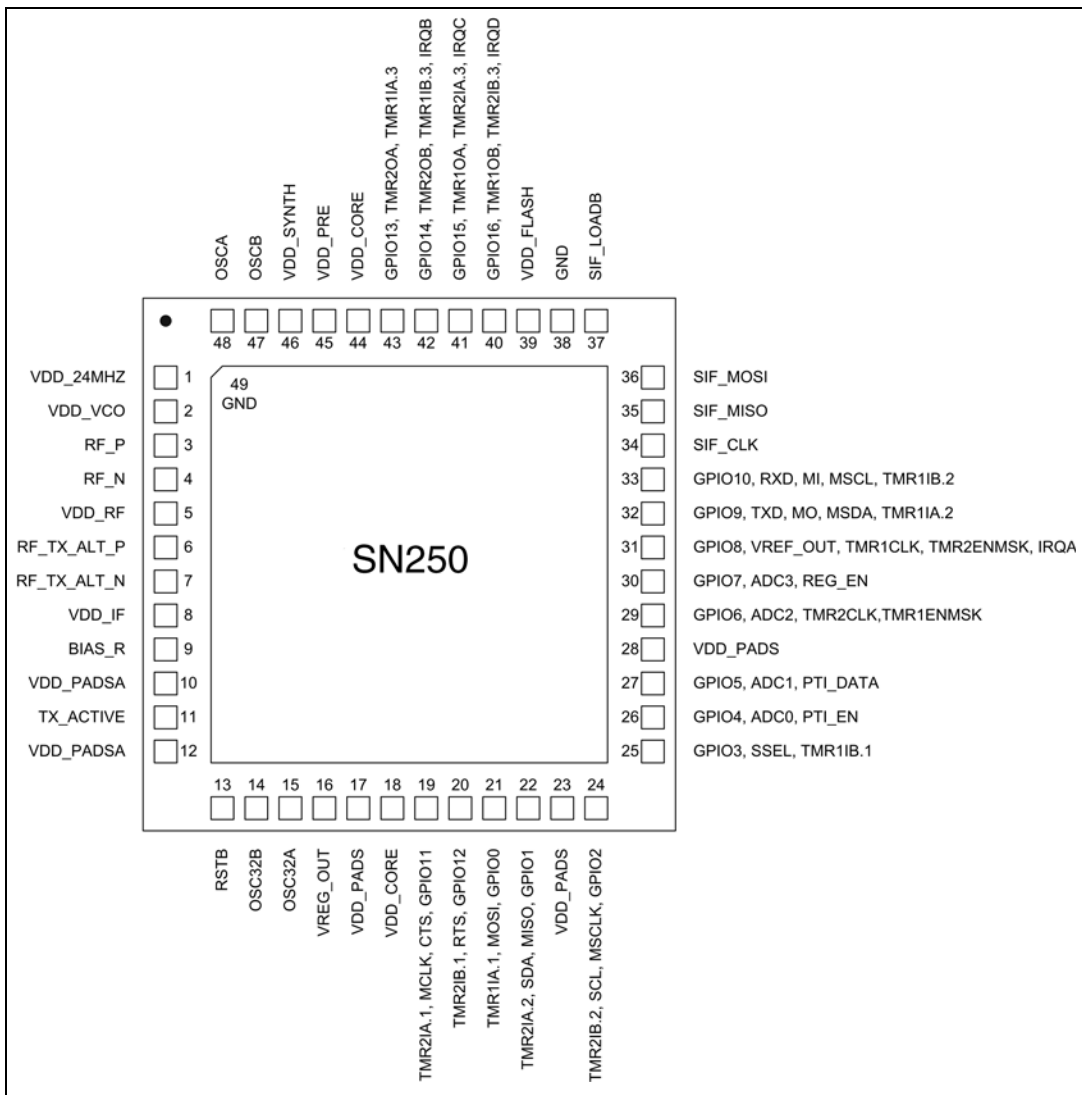 OSCA
OSCB
VDD_SYNTH
VDD_PRE
VDD_CORE
GPIO13, TMR2OA, TMR1IA.3
GPIO14, TMR2OB, TMR1IB.3, IRQB
GPIO15, TMR1OA, TMR2IA.3, IRQC
GPIO16, TMR1OB, TMR2IB.3, IRQD
VDD_FLASH
GND
SIF_LOADB
48
47
46
45
44
43
42
41
40
39
38
37
VDD_24MHZ 1
VDD_VCO 2
RF_P 3
RF_N 4
VDD_RF 5
RF_TX_ALT_P 6
RF_TX_ALT_N 7
VDD_IF 8
BIAS_R 9
VDD_PADSA 10
TX_ACTIVE 11
VDD_PADSA 12
49
GND
SN250
36 SIF_MOSI
35 SIF_MISO
34 SIF_CLK
33 GPIO10, RXD, MI, MSCL, TMR1IB.2
32 GPIO9, TXD, MO, MSDA, TMR1IA.2
31 GPIO8, VREF_OUT, TMR1CLK, TMR2ENMSK, IRQA
30 GPIO7, ADC3, REG_EN
29 GPIO6, ADC2, TMR2CLK,TMR1ENMSK
28 VDD_PADS
27 GPIO5, ADC1, PTI_DATA
26 GPIO4, ADC0, PTI_EN
25 GPIO3, SSEL, TMR1IB.1
13
14
15
16
17
18
19
20
21
22
23
24
RSTB
OSC32B
OSC32A
VREG_OUT
VDD_PADS
VDD_CORE
TMR2IA.1, MCLK, CTS, GPIO11
TMR2IB.1, RTS, GPIO12
TMR1IA.1, MOSI, GPIO0
TMR2IA.2, SDA, MISO, GPIO1
VDD_PADS
TMR2IB.2, SCL, MSCLK, GPIO2